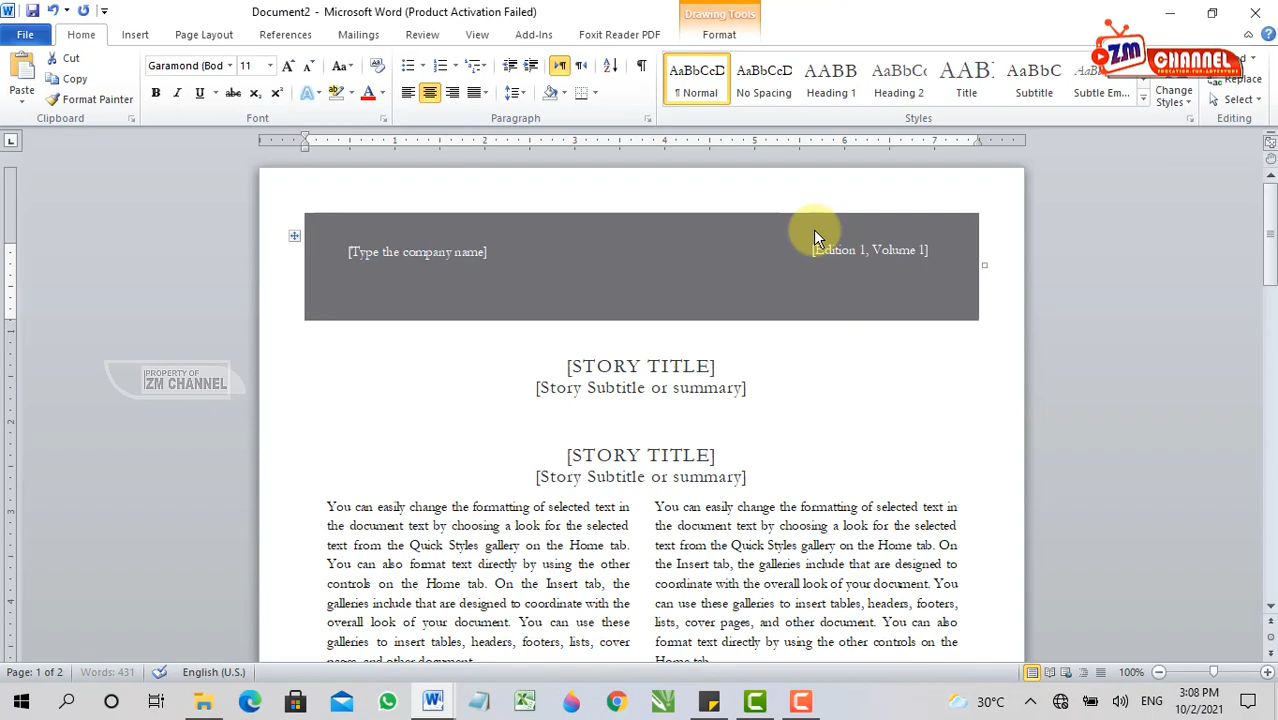 Document2 - Microsoft Word (Product Activation Failed)
Drawing Tools
File Home Insert Page Layout References Mailings Review View Add-Ins Foxit Reader PDF Format
ZM CHANNEL
Paste
Cut
Copy
Format Painter
Clipboard
Garamond (Bod 11
Font
Paragraph
AaBbCcD AaBbCcD AABB AaBbCc AAB AaBbC
¶ Normal No Spacing Heading 1 Heading 2 Title Subtitle Subtle Em...
Styles
Change
Styles
Replace
Select
Editing
1 2 3 4 5 6 7
[Type the company name] [Edition 1, Volume 1]
[STORY TITLE]
[Story Subtitle or summary]
PROPERTY OF
ZM CHANNEL
[STORY TITLE]
[Story Subtitle or summary]
You can easily change the formatting of selected text in
the document text by choosing a look for the selected
text from the Quick Styles gallery on the Home tab.
You can also format text directly by using the other
controls on the Home tab. On the Insert tab, the
galleries include that are designed to coordinate with the
overall look of your document. You can use these
galleries to insert tables, headers, footers, lists, cover
pages, and other document
You can easily change the formatting of selected text in
the document text by choosing a look for the selected
text from the Quick Styles gallery on the Home tab. On
the Insert tab, the galleries include that are designed to
coordinate with the overall look of your document. You
can use these galleries to insert tables, headers, footers,
lists, cover pages, and other document. You can also
format text directly by using the other controls on the
Home tab.
Page: 1 of 2 Words: 431 English (U.S.) 100%
30°C ENG
3:08 PM
10/2/2021